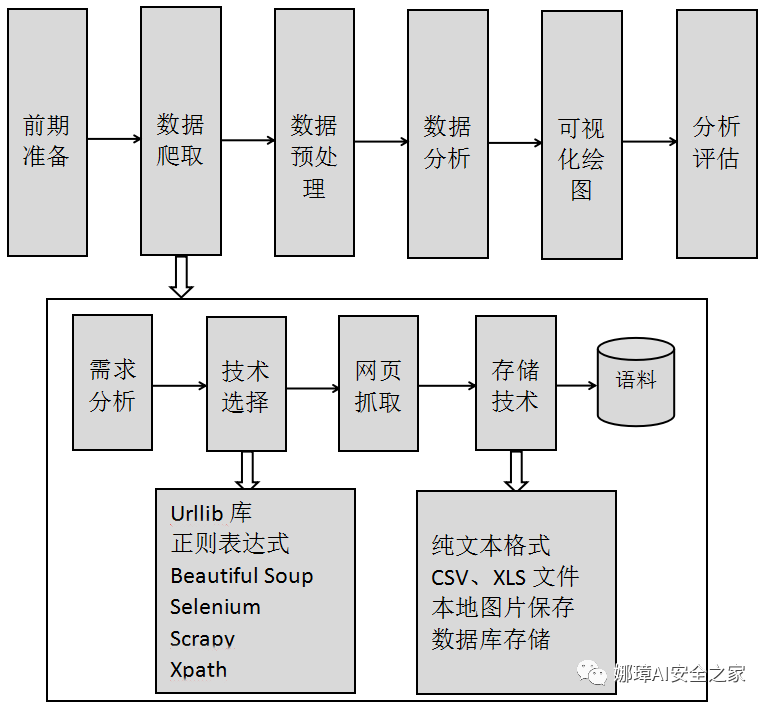 前期
准备
数据
爬取
数据
预处
理
数据
分析
可视
化绘
图
分析
评估
需求
分析
技术
选择
网页
抓取
存储
技术
语料
Urllib 库
正则表达式
Beautiful Soup
Selenium
Scrapy
Xpath
纯文本格式
CSV、XLS 文件
本地图片保存
数据库存储
娜璋AI安全之家